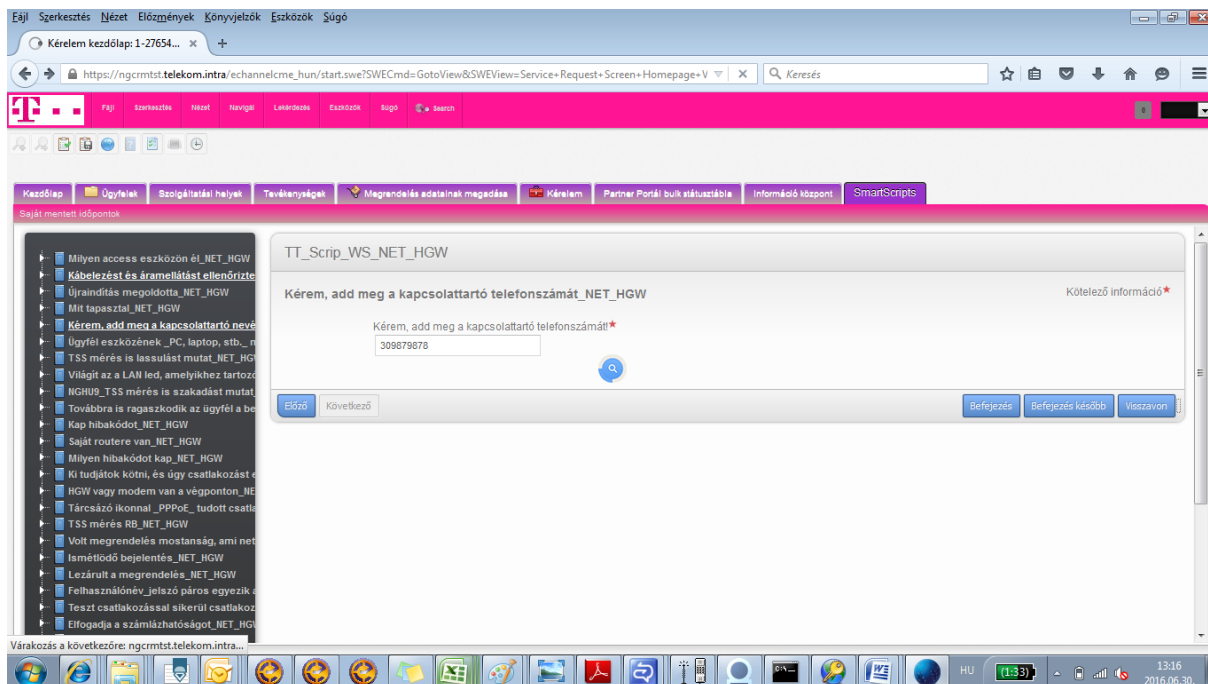 Fájl Szerkesztés Nézet Előzmények Könyvjelzők Eszközök Súgó
Kérelem kezdőlap: 1-27654... × +
https://ngcrmtst.telekom.intra/echannelcme_hun/start.swe?SWECmd=GotoView&SWEView=Service+Request+Screen+Homepage+V
Keresés
T Fájl Szerkesztés Nézet Navigál Lekérdezés Eszközök Súgó Search
0
Kezdőlap Ügyfelek Szolgáltatási helyek Tevékenységek Megrendelés adatainak megadása Kérelem Partner Portál bulk státusztábla Információ központ SmartScripts
Saját mentett időpontok
Milyen access eszközön él_NET_HGW
Kábelezést és áramellátást ellenőrizte
Újraindítás megoldotta_NET_HGW
Mit tapasztal_NET_HGW
Kérem, add meg a kapcsolattartó nevé
Ügyfél eszközének _PC, laptop, stb._ n
TSS mérés is lassulást mutat_NET_HG
Világít az a LAN led, amelyikhez tartozó
NGHU9_TSS mérés is szakadást mutat_
Továbbra is ragaszkodik az ügyfél a be
Kap hibakódot_NET_HGW
Saját routere van_NET_HGW
Milyen hibakódot kap_NET_HGW
Ki tudjátok kötni, és úgy csatlakozást e
HGW vagy modem van a végponton_NE
Tárcsázó ikonnal _PPPoE_ tudott csatla
TSS mérés RB_NET_HGW
Volt megrendelés mostanság, ami net
Ismétlődő bejelentés_NET_HGW
Lezárult a megrendelés_NET_HGW
Felhasználónév_jelszó páros egyezik a
Teszt csatlakozással sikerül csatlakoz
Elfogadja a számlázhatóságot_NET_HG
TT_Scrip_WS_NET_HGW
Kérem, add meg a kapcsolattartó telefonszámát_NET_HGW
Kötelező információ*
Kérem, add meg a kapcsolattartó telefonszámát!*
309879878
Előző Következő Befejezés Befejezés később Visszavon
Várakozás a következőre: ngcrmtst.telekom.intra...
HU (1:33) 13:16
2016.06.30.